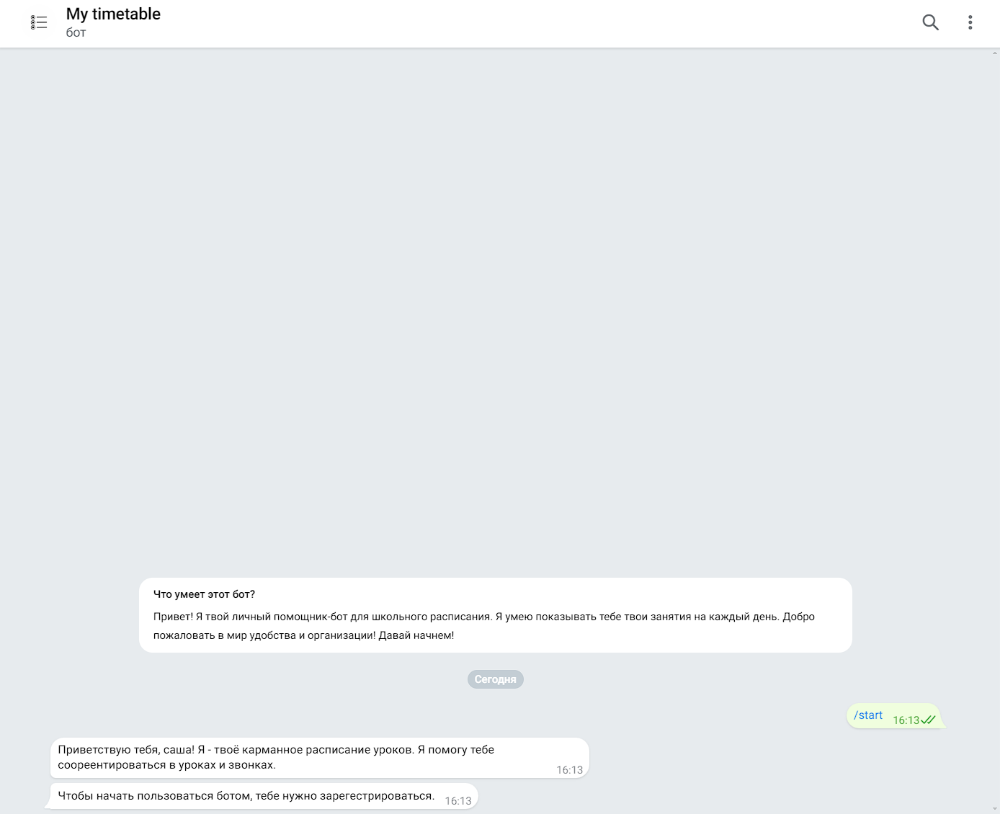 My timetable
бот
Что умеет этот бот?
Привет! Я твой личный помощник-бот для школьного расписания. Я умею показывать тебе твои занятия на каждый день. Добро
пожаловать в мир удобства и организации! Давай начнем!
Сегодня
/start 16:13
Приветствую тебя, саша! Я - твоё карманное расписание уроков. Я помогу тебе
соореентироваться в уроках и звонках. 16:13
Чтобы начать пользоваться ботом, тебе нужно зарегестрироваться. 16:13